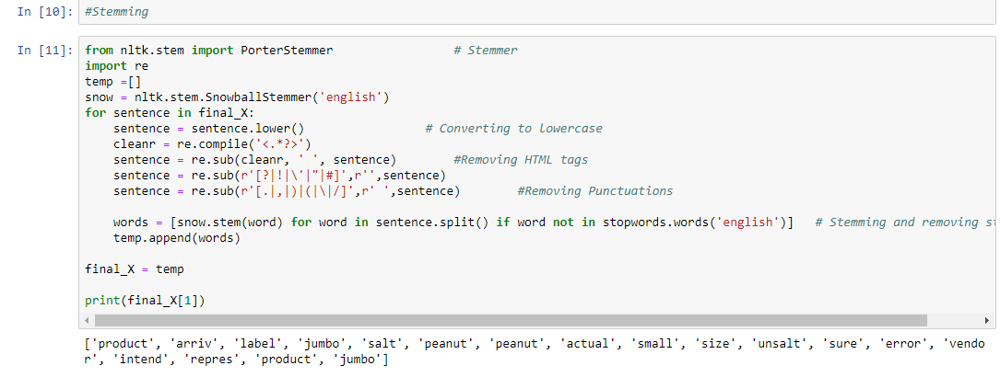 In [10]: #Stemming
In [11]: from nltk.stem import PorterStemmer # Stemmer
import re
temp =[]
snow = nltk.stem.SnowballStemmer('english')
for sentence in final_X:
sentence = sentence.lower() # Converting to lowercase
cleanr = re.compile('<.*?>')
sentence = re.sub(cleanr, ' ', sentence) #Removing HTML tags
sentence = re.sub(r'[?|!|\'|"|#]',r'',sentence)
sentence = re.sub(r'[.|,|)|(|\|/]',r' ',sentence) #Removing Punctuations
words = [snow.stem(word) for word in sentence.split() if word not in stopwords.words('english')] # Stemming and removing
temp.append(words)
final_X = temp
print(final_X[1])
['product', 'arriv', 'label', 'jumbo', 'salt', 'peanut', 'peanut', 'actual', 'small', 'size', 'unsalt', 'sure', 'error', 'vendo
r', 'intend', 'repres', 'product', 'jumbo']